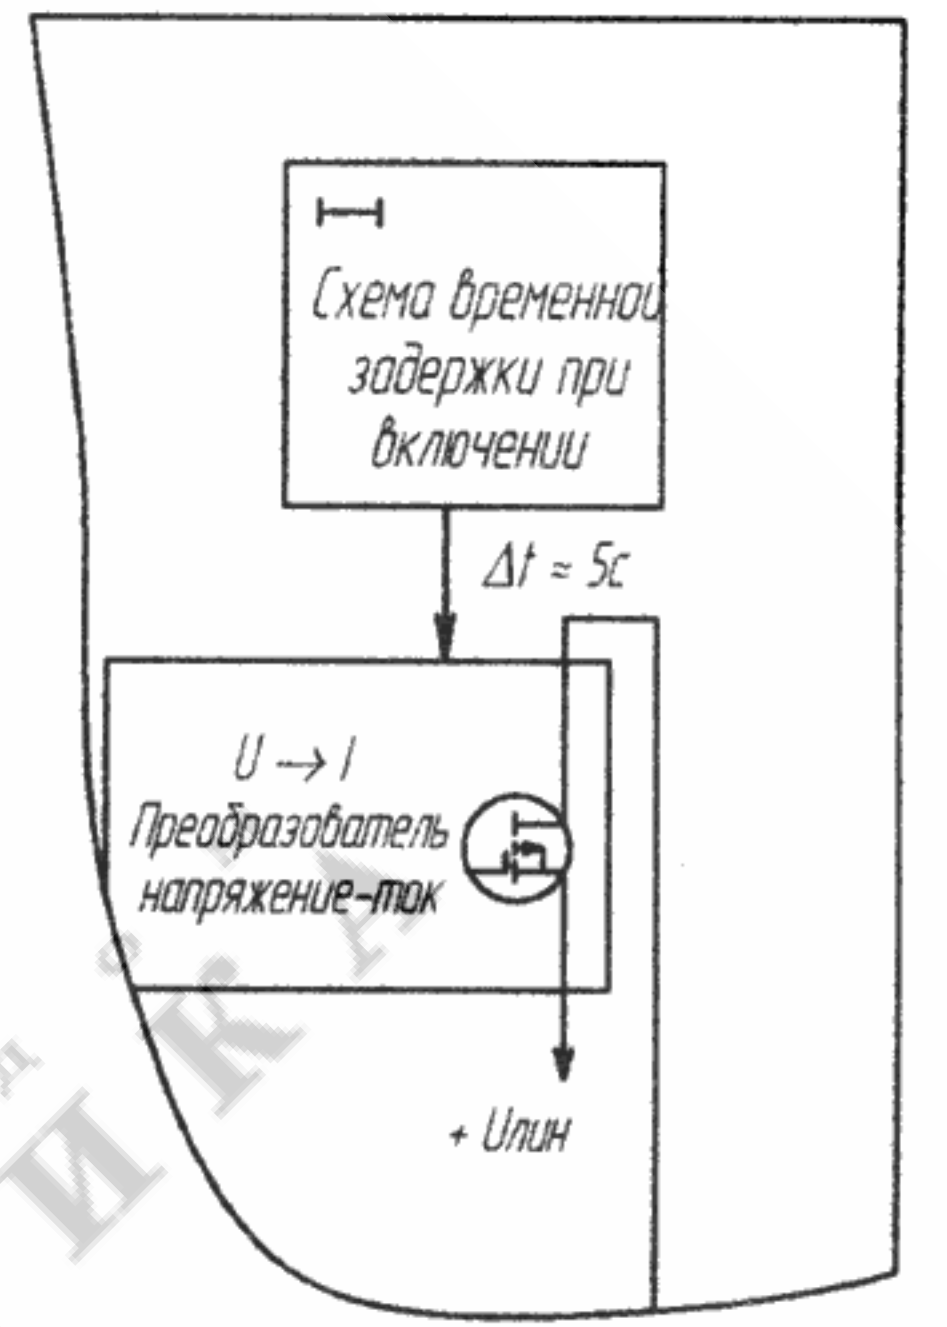 Схема временной
задержки при
включении
Δt ≈ 5с
U → I
Преобразователь
напряжение-ток
+ Uлин